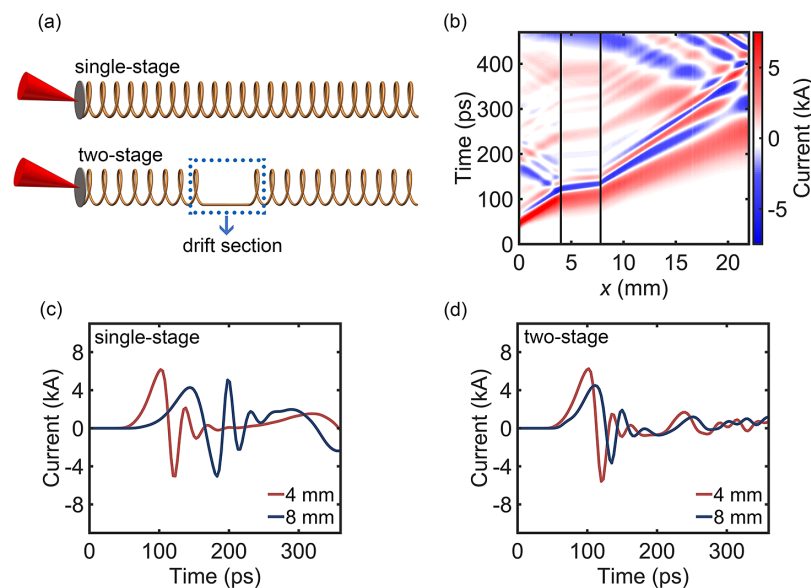 (a)
single-stage
two-stage
drift section
(b)
Time (ps)
400
300
200
100
0
0
5
10
15
20
x (mm)
5
0
-5
Current (kA)
(c)
single-stage
Current (kA)
8
4
0
-4
-8
4 mm
8 mm
0
100
200
300
Time (ps)
(d)
two-stage
Current (kA)
8
4
0
-4
-8
4 mm
8 mm
0
100
200
300
Time (ps)